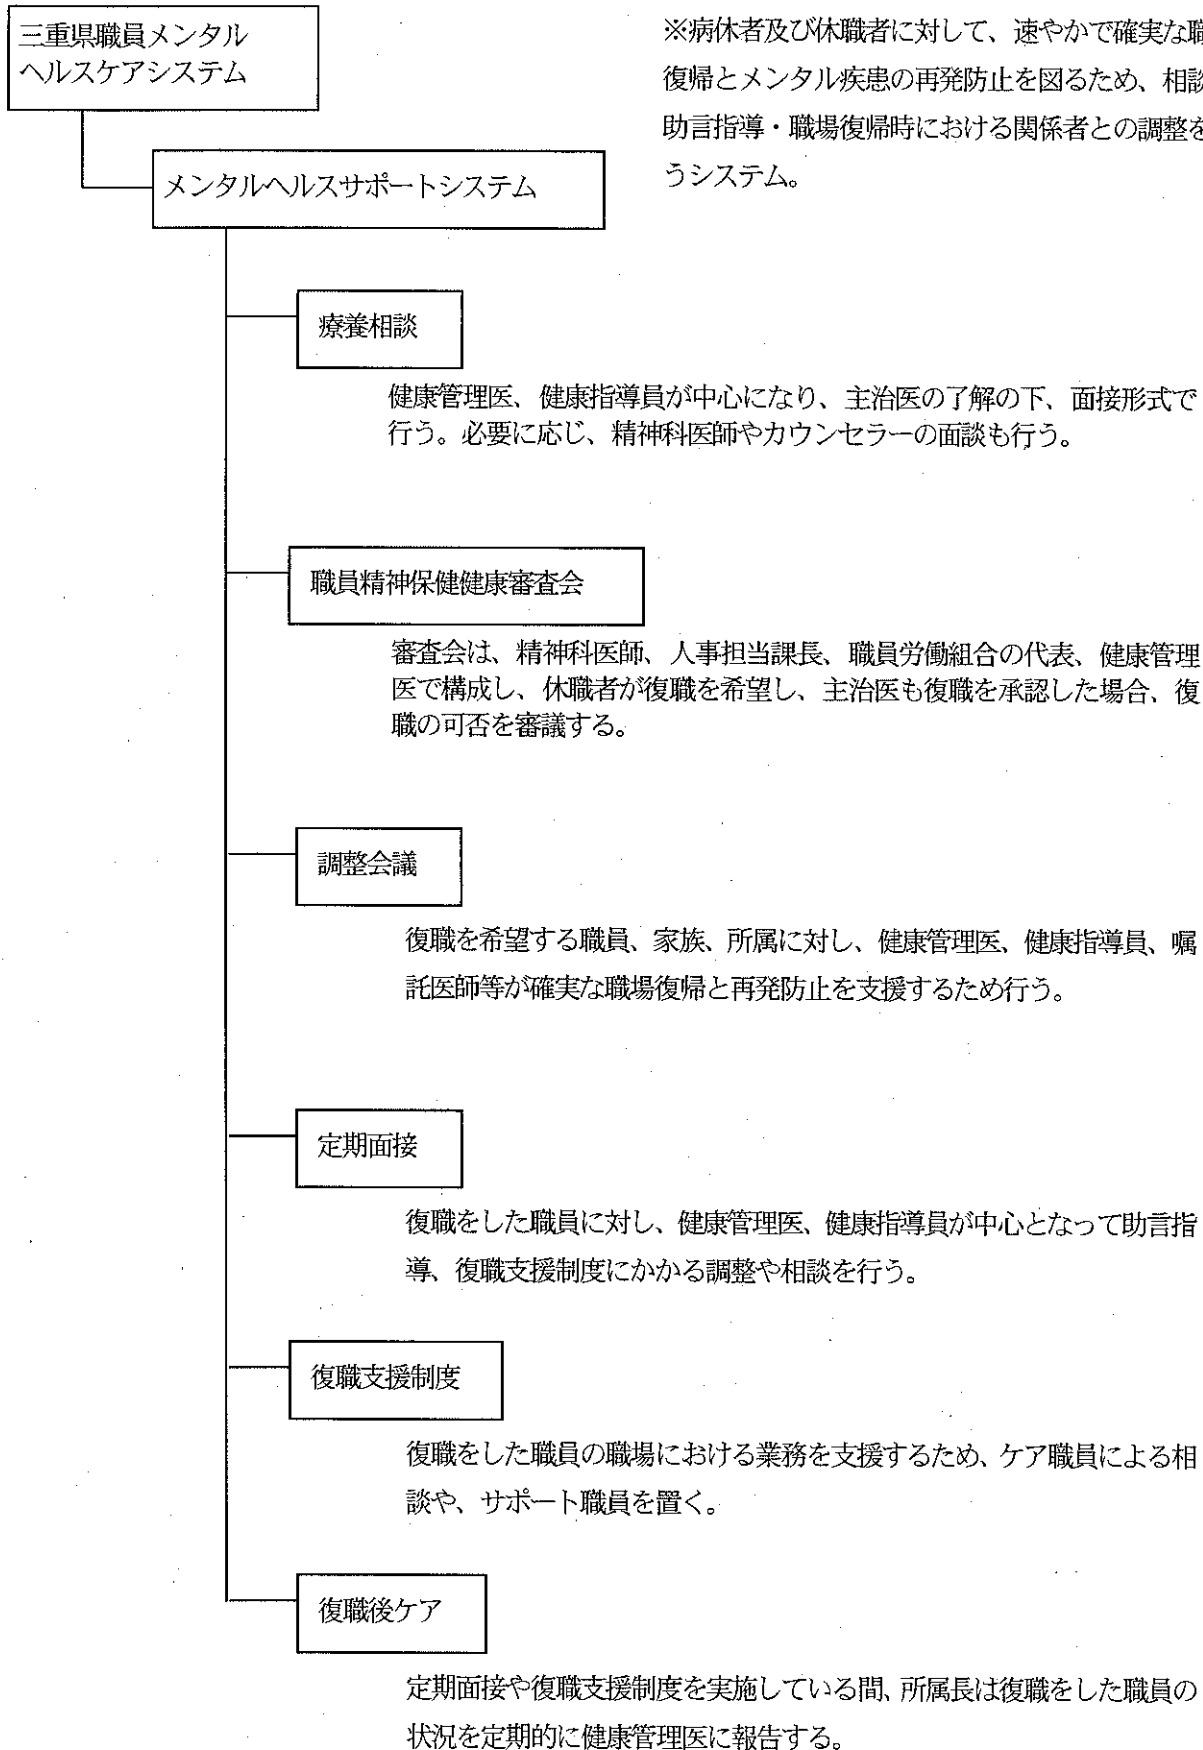 三重県職員メンタル
ヘルスケアシステム
※病休者及び休職者に対して、速やかで確実な職
復帰とメンタル疾患の再発防止を図るため、相談
助言指導・職場復帰時における関係者との調整を
うシステム。
メンタルヘルスサポートシステム
療養相談
健康管理医、健康指導員が中心になり、主治医の了解の下、面接形式で
行う。必要に応じ、精神科医師やカウンセラーの面談も行う。
職員精神保健健康審査会
審査会は、精神科医師、人事担当課長、職員労働組合の代表、健康管理
医で構成し、休職者が復職を希望し、主治医も復職を承認した場合、復
職の可否を審議する。
調整会議
復職を希望する職員、家族、所属に対し、健康管理医、健康指導員、嘱
託医師等が確実な職場復帰と再発防止を支援するため行う。
定期面接
復職をした職員に対し、健康管理医、健康指導員が中心となって助言指
導、復職支援制度にかかる調整や相談を行う。
復職支援制度
復職をした職員の職場における業務を支援するため、ケア職員による相
談や、サポート職員を置く。
復職後ケア
定期面接や復職支援制度を実施している間、所属長は復職をした職員の
状況を定期的に健康管理医に報告する。